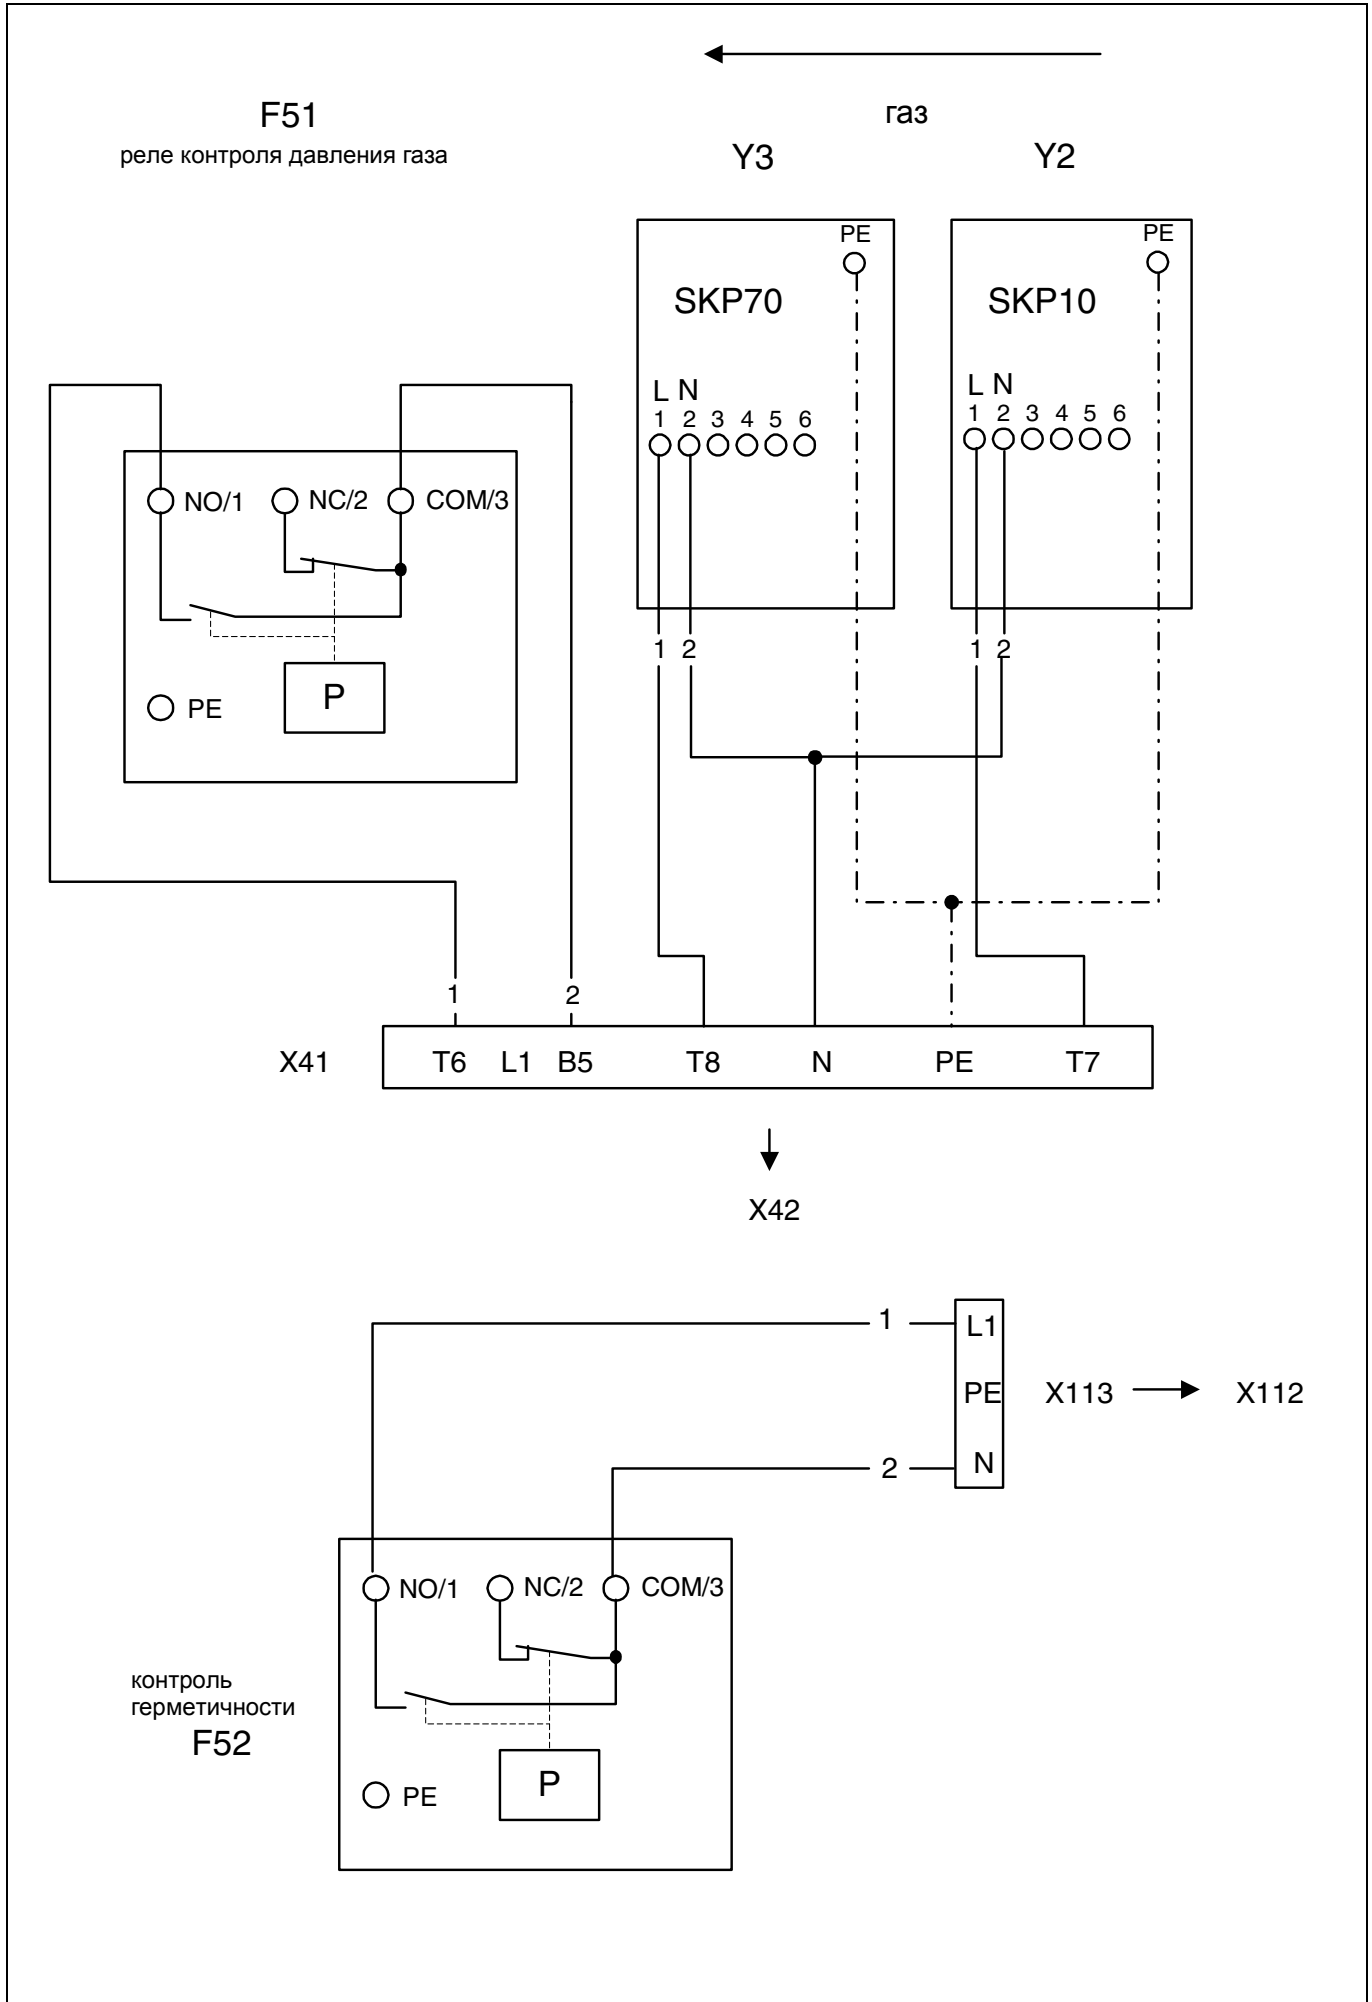 F51
реле контроля давления газа
газ
Y3
Y2
PE
SKP70
L N
1 2 3 4 5 6
PE
SKP10
L N
1 2 3 4 5 6
NO/1 NC/2 COM/3
P
PE
1 2
1 2
1 2
X41
T6 L1 B5 T8 N PE T7
X42
1
L1
PE
N
X113
X112
2
NO/1 NC/2 COM/3
контроль
герметичности
F52
P
PE